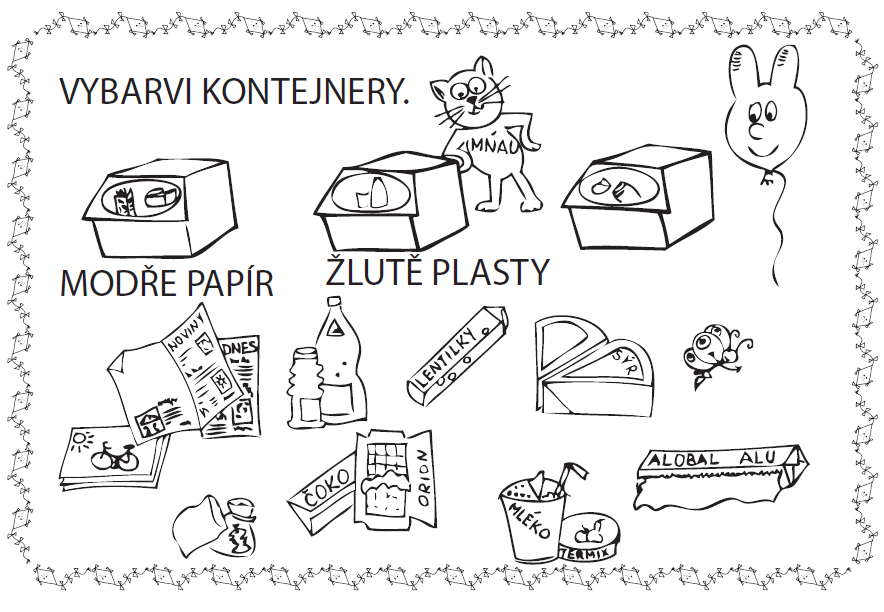 VYBARVI KONTEJNERY.
MŇAU
MODŘE PAPÍR
ŽLUTĚ PLASTY
NOVINY
DNES
LENTILKY
SÝR
ČOKO
ORION
MLÉKO
TERMIX
ALOBAL ALU